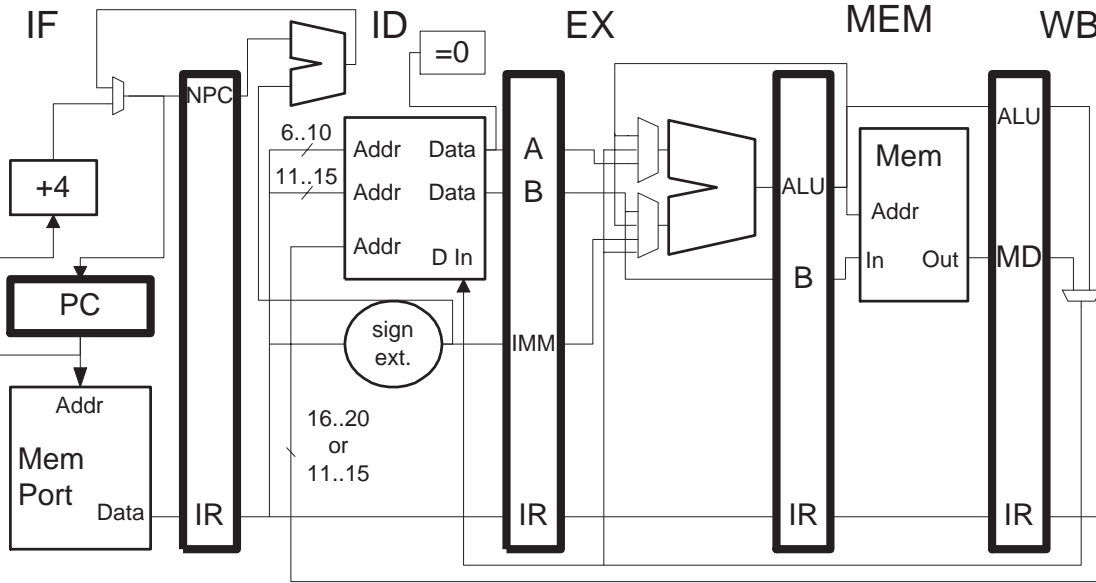 IF
ID
EX
MEM
WB
=0
NPC
+4
6..10
11..15
Addr
Data
Addr
Data
Addr
D In
A
B
ALU
B
Mem
Addr
In
Out
ALU
MD
PC
sign
ext.
IMM
Addr
Mem
Port
Data
16..20
or
11..15
IR
IR
IR
IR